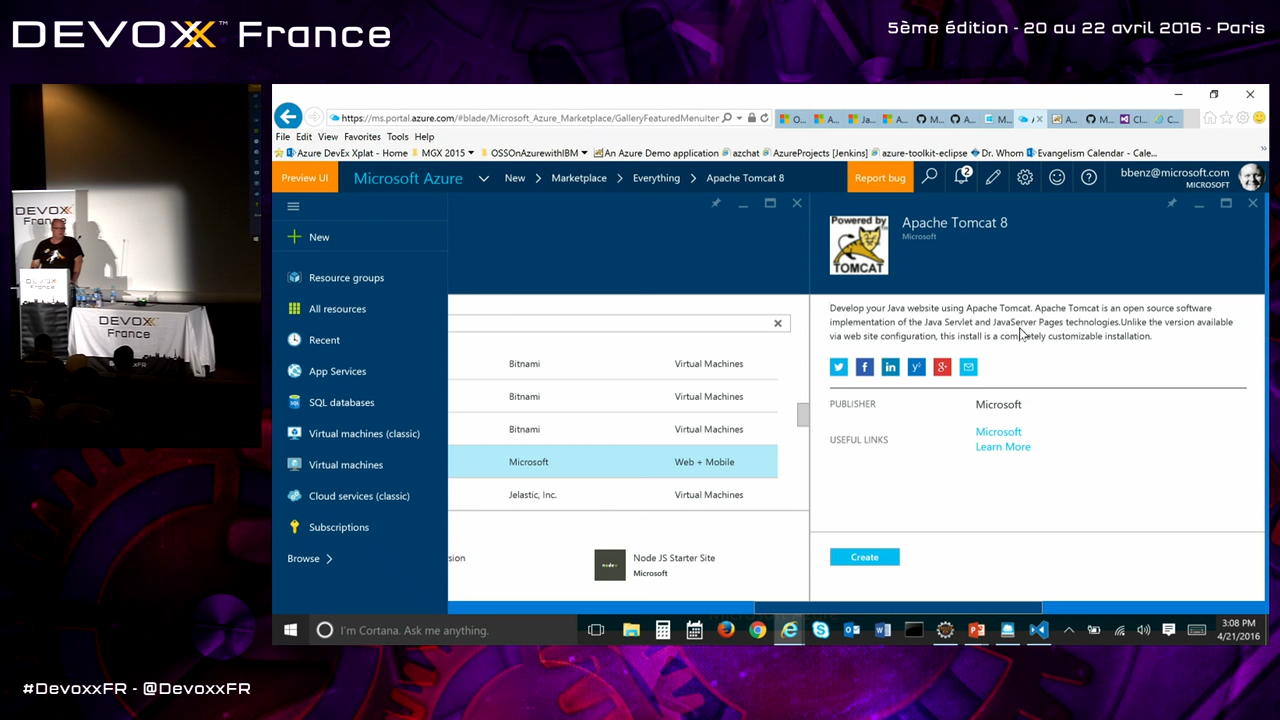 DEVOXX™ France
5ème édition - 20 au 22 avril 2016 - Paris
https://ms.portal.azure.com/#blade/Microsoft_Azure_Marketplace/GalleryFeaturedMenuItem
File Edit View Favorites Tools Help
Azure DevEx Xplat - Home MGX 2015 OSSOnAzurewithIBM An Azure Demo application azchat AzureProjects [Jenkins] azure-toolkit-eclipse Dr. Whom Evangelism Calendar - Cale...
Preview UI Microsoft Azure New Marketplace Everything Apache Tomcat 8 Report bug 2 bbenz@microsoft.com
MICROSOFT
New
Resource groups
All resources
Recent
App Services
SQL databases
Virtual machines (classic)
Virtual machines
Cloud services (classic)
Subscriptions
Browse
Bitnami Virtual Machines
Bitnami Virtual Machines
Bitnami Virtual Machines
Microsoft Web + Mobile
Jelastic, Inc. Virtual Machines
sion
Node JS Starter Site
Microsoft
Powered by
TOMCAT
Apache Tomcat 8
Microsoft
Develop your Java website using Apache Tomcat. Apache Tomcat is an open source software
implementation of the Java Servlet and JavaServer Pages technologies.Unlike the version available
via web site configuration, this install is a completely customizable installation.
PUBLISHER Microsoft
USEFUL LINKS Microsoft
Learn More
Create
I'm Cortana. Ask me anything.
3:08 PM
4/21/2016
DEVOXX
France
DEVOXX
France
#DevoxxFR - @DevoxxFR